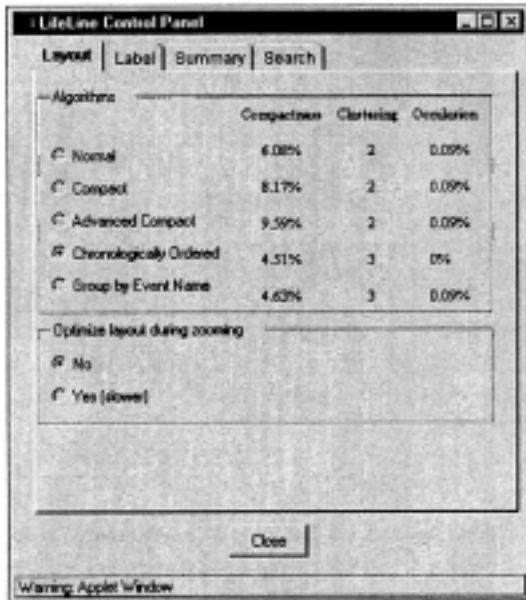 LifeLine Control Panel
Layout Label Summary Search
Algorithms
Compactness Clustering Occulsion
Normal 6.08% 2 0.09%
Compact 8.17% 2 0.09%
Advanced Compact 9.59% 2 0.09%
Chronologically Ordered 4.51% 3 0%
Group by Event Name 4.63% 3 0.09%
Optimize layout during zooming
No
Yes (slower)
Close
Warning: Applet Window